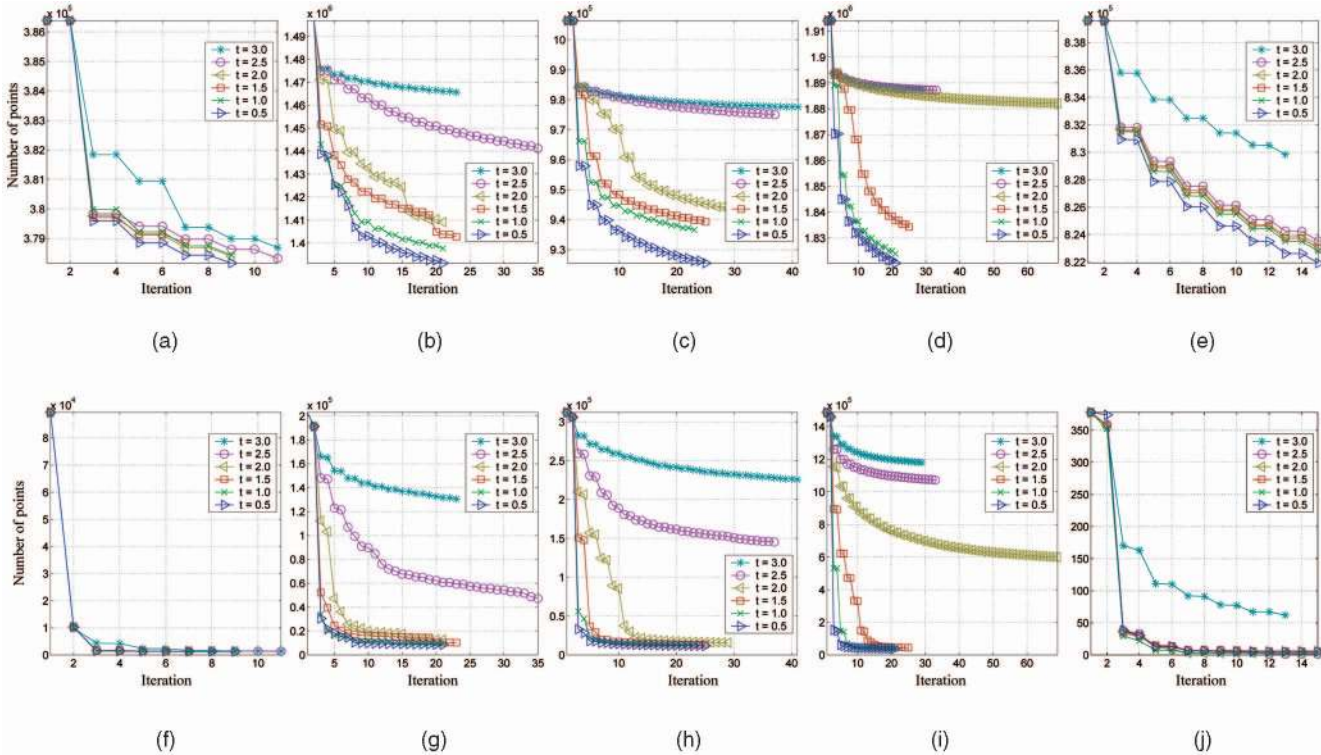 x 10⁵
3.86
3.85
3.84
3.83
3.82
3.81
3.8
3.79
Number of points
2 4 6 8 10
Iteration
t = 3.0
t = 2.5
t = 2.0
t = 1.5
t = 1.0
t = 0.5
(a)
x 10⁶
1.49
1.48
1.47
1.46
1.45
1.44
1.43
1.42
1.41
1.4
5 10 15 20 25 30 35
Iteration
t = 3.0
t = 2.5
t = 2.0
t = 1.5
t = 1.0
t = 0.5
(b)
x 10⁵
10
9.9
9.8
9.7
9.6
9.5
9.4
9.3
10 20 30 40
Iteration
t = 3.0
t = 2.5
t = 2.0
t = 1.5
t = 1.0
t = 0.5
(c)
x 10⁶
1.91
1.9
1.89
1.88
1.87
1.86
1.85
1.84
1.83
10 20 30 40 50 60
Iteration
t = 3.0
t = 2.5
t = 2.0
t = 1.5
t = 1.0
t = 0.5
(d)
x 10⁵
8.38
8.36
8.34
8.32
8.3
8.28
8.26
8.24
8.22
2 4 6 8 10 12 14
Iteration
t = 3.0
t = 2.5
t = 2.0
t = 1.5
t = 1.0
t = 0.5
(e)
x 10⁴
8
7
6
5
4
3
2
1
0
Number of points
2 4 6 8 10
Iteration
t = 3.0
t = 2.5
t = 2.0
t = 1.5
t = 1.0
t = 0.5
(f)
x 10⁵
2
1.8
1.6
1.4
1.2
1
0.8
0.6
0.4
0.2
0
5 10 15 20 25 30 35
Iteration
t = 3.0
t = 2.5
t = 2.0
t = 1.5
t = 1.0
t = 0.5
(g)
x 10⁵
3
2.5
2
1.5
1
0.5
0
10 20 30 40
Iteration
t = 3.0
t = 2.5
t = 2.0
t = 1.5
t = 1.0
t = 0.5
(h)
x 10⁵
14
12
10
8
6
4
2
0
10 20 30 40 50 60
Iteration
t = 3.0
t = 2.5
t = 2.0
t = 1.5
t = 1.0
t = 0.5
(i)
350
300
250
200
150
100
50
0
2 4 6 8 10 12 14
Iteration
t = 3.0
t = 2.5
t = 2.0
t = 1.5
t = 1.0
t = 0.5
(j)